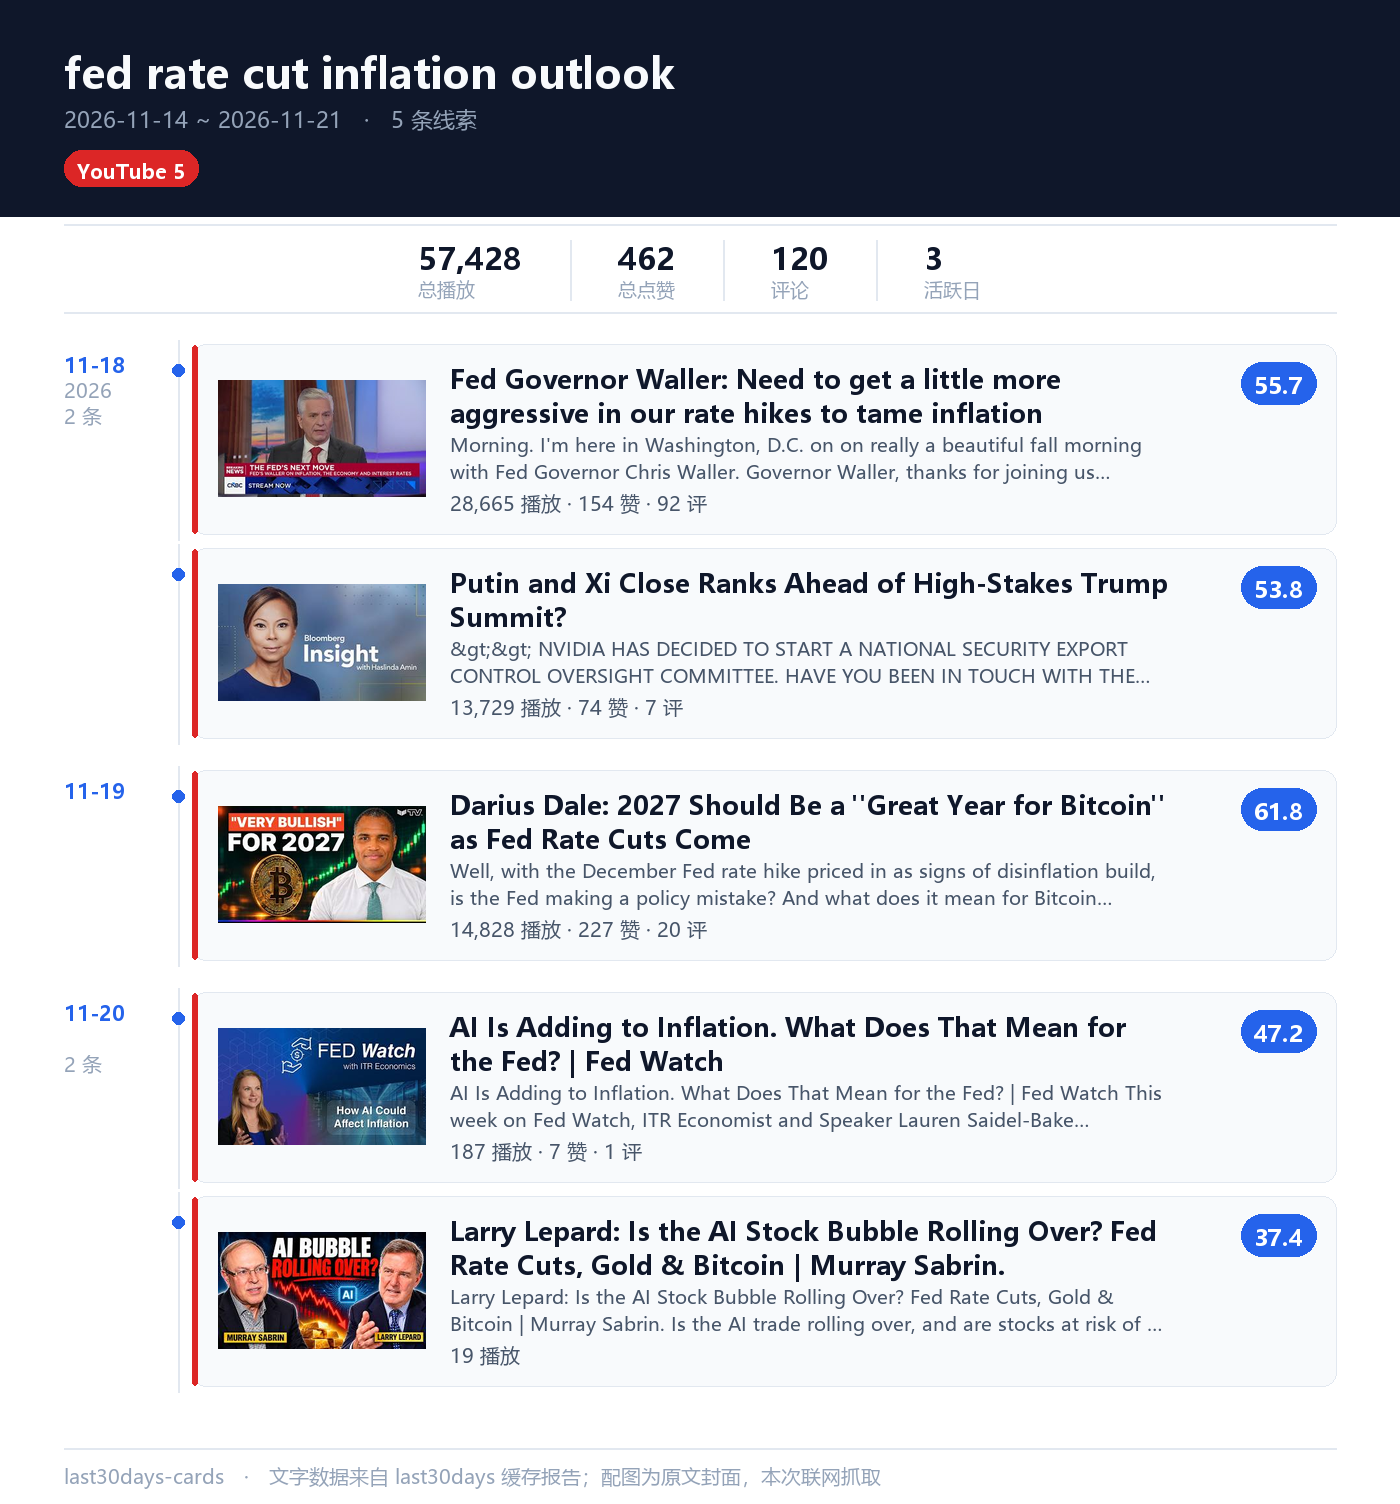 fed rate cut inflation outlook
2026-11-14 ~ 2026-11-21 · 5 条线索
YouTube 5
57,428
总播放
462
总点赞
120
评论
3
活跃日
11-18
2026
2 条
BREAKING NEWS
THE FED'S NEXT MOVE
FED'S WALLER ON INFLATION, THE ECONOMY AND INTEREST RATES
CNBC
STREAM NOW
Fed Governor Waller: Need to get a little more
aggressive in our rate hikes to tame inflation
Morning. I'm here in Washington, D.C. on on really a beautiful fall morning
with Fed Governor Chris Waller. Governor Waller, thanks for joining us...
28,665 播放 · 154 赞 · 92 评
55.7
Bloomberg
Insight
with Haslinda Amin
Putin and Xi Close Ranks Ahead of High-Stakes Trump
Summit?
&gt;&gt; NVIDIA HAS DECIDED TO START A NATIONAL SECURITY EXPORT
CONTROL OVERSIGHT COMMITTEE. HAVE YOU BEEN IN TOUCH WITH THE...
13,729 播放 · 74 赞 · 7 评
53.8
11-19
"VERY BULLISH"
FOR 2027
TV
Darius Dale: 2027 Should Be a ''Great Year for Bitcoin''
as Fed Rate Cuts Come
Well, with the December Fed rate hike priced in as signs of disinflation build,
is the Fed making a policy mistake? And what does it mean for Bitcoin...
14,828 播放 · 227 赞 · 20 评
61.8
11-20
2 条
FED Watch
with ITR Economics
How AI Could
Affect Inflation
AI Is Adding to Inflation. What Does That Mean for
the Fed? | Fed Watch
AI Is Adding to Inflation. What Does That Mean for the Fed? | Fed Watch This
week on Fed Watch, ITR Economist and Speaker Lauren Saidel-Bake...
187 播放 · 7 赞 · 1 评
47.2
AI BUBBLE
ROLLING OVER?
AI
MURRAY SABRIN
LARRY LEPARD
Larry Lepard: Is the AI Stock Bubble Rolling Over? Fed
Rate Cuts, Gold & Bitcoin | Murray Sabrin.
Larry Lepard: Is the AI Stock Bubble Rolling Over? Fed Rate Cuts, Gold &
Bitcoin | Murray Sabrin. Is the AI trade rolling over, and are stocks at risk of ...
19 播放
37.4
last30days-cards · 文字数据来自 last30days 缓存报告；配图为原文封面，本次联网抓取